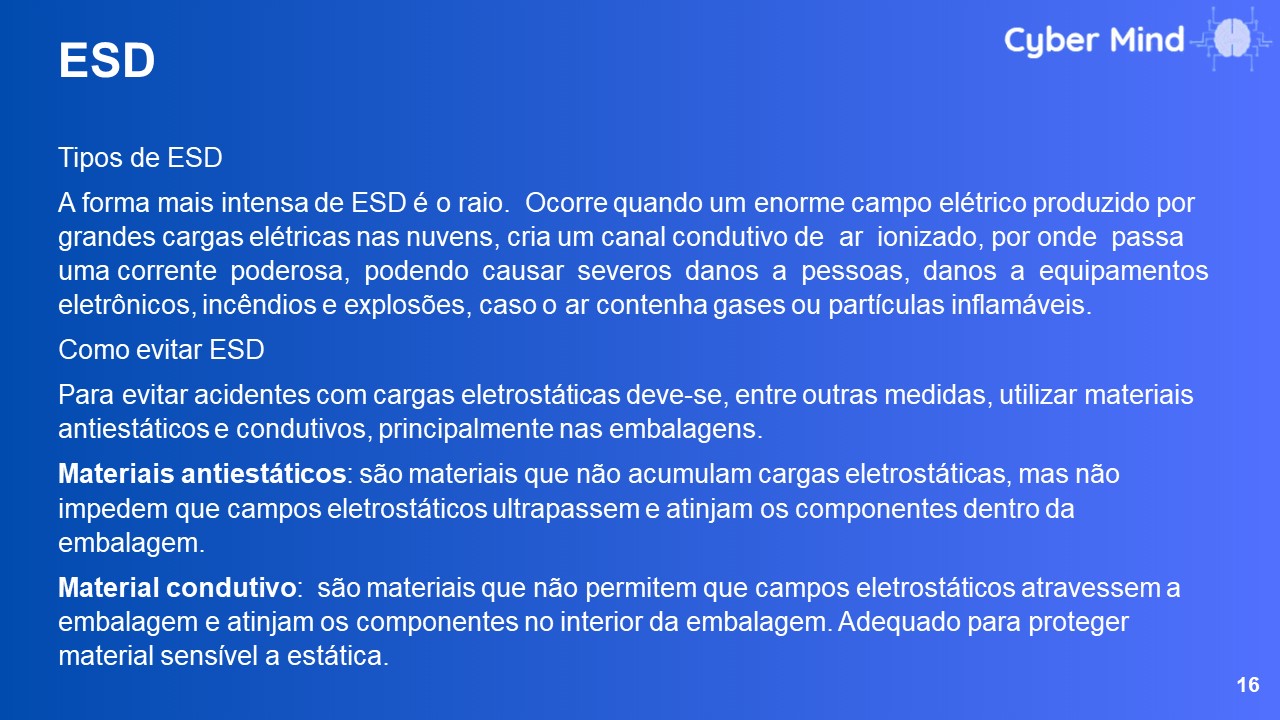 ESD
Cyber Mind
Tipos de ESD
A forma mais intensa de ESD é o raio. Ocorre quando um enorme campo elétrico produzido por
grandes cargas elétricas nas nuvens, cria um canal condutivo de ar ionizado, por onde passa
uma corrente poderosa, podendo causar severos danos a pessoas, danos a equipamentos
eletrônicos, incêndios e explosões, caso o ar contenha gases ou partículas inflamáveis.
Como evitar ESD
Para evitar acidentes com cargas eletrostáticas deve-se, entre outras medidas, utilizar materiais
antiestáticos e condutivos, principalmente nas embalagens.
Materiais antiestáticos: são materiais que não acumulam cargas eletrostáticas, mas não
impedem que campos eletrostáticos ultrapassem e atinjam os componentes dentro da
embalagem.
Material condutivo: são materiais que não permitem que campos eletrostáticos atravessem a
embalagem e atinjam os componentes no interior da embalagem. Adequado para proteger
material sensível a estática.
16